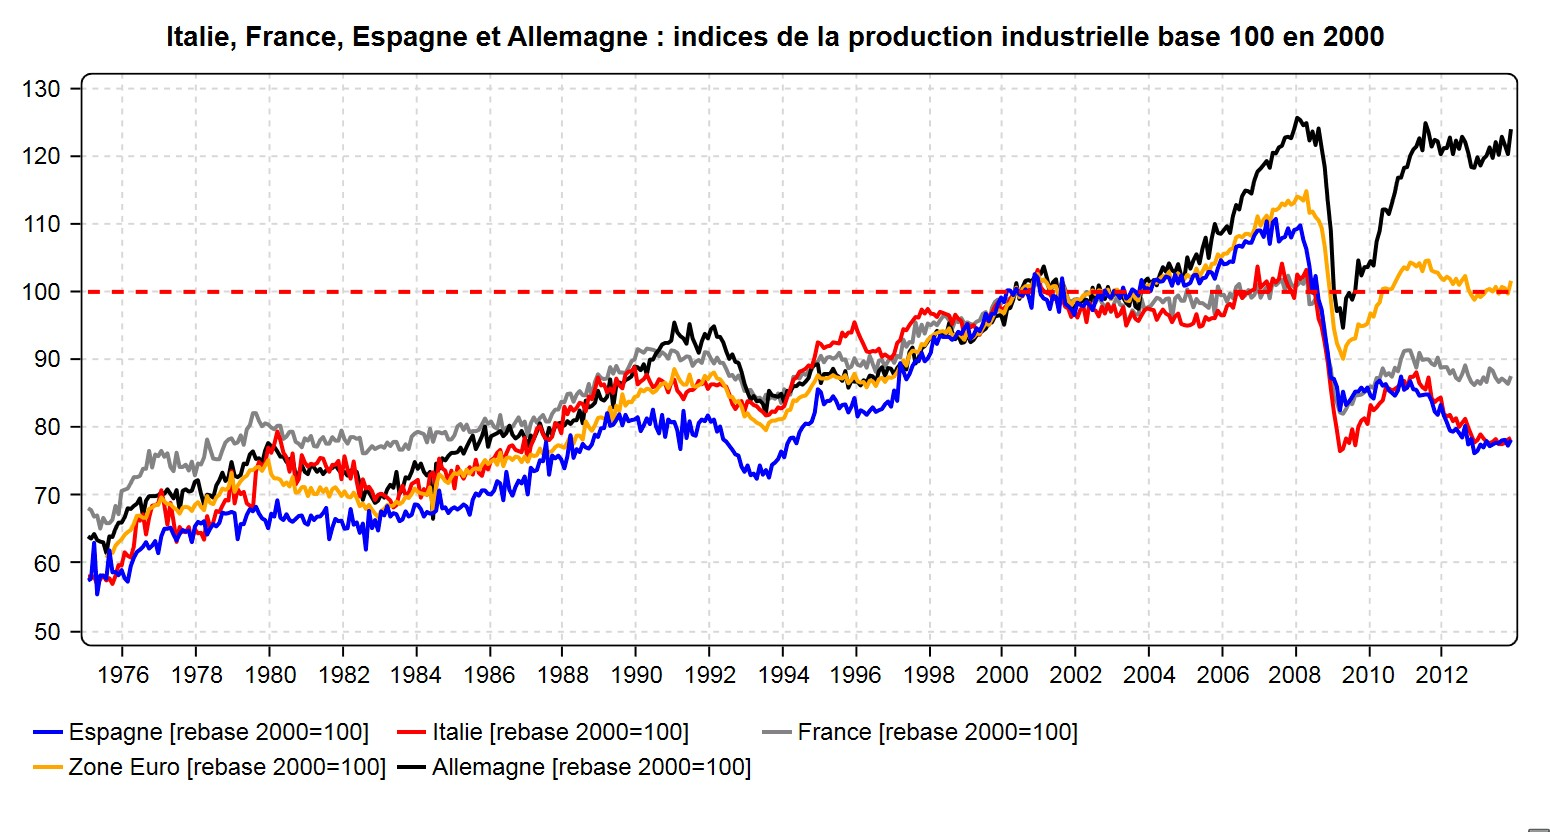 Italie, France, Espagne et Allemagne : indices de la production industrielle base 100 en 2000
130
120
110
100
90
80
70
60
50
1976 1978 1980 1982 1984 1986 1988 1990 1992 1994 1996 1998 2000 2002 2004 2006 2008 2010 2012
Espagne [rebase 2000=100] Italie [rebase 2000=100] France [rebase 2000=100]
Zone Euro [rebase 2000=100] Allemagne [rebase 2000=100]